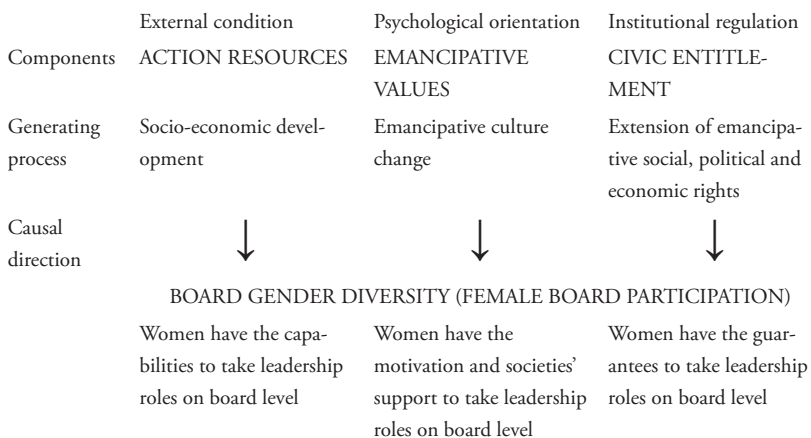 External condition Psychological orientation Institutional regulation
Components ACTION RESOURCES EMANCIPATIVE CIVIC ENTITLE-
VALUES MENT
Generating Socio-economic devel- Emancipative culture Extension of emancipa-
process opment change tive social, political and
economic rights
Causal
direction
BOARD GENDER DIVERSITY (FEMALE BOARD PARTICIPATION)
Women have the capa- Women have the Women have the guar-
bilities to take leadership motivation and societies' antees to take leadership
roles on board level support to take leadership roles on board level
roles on board level